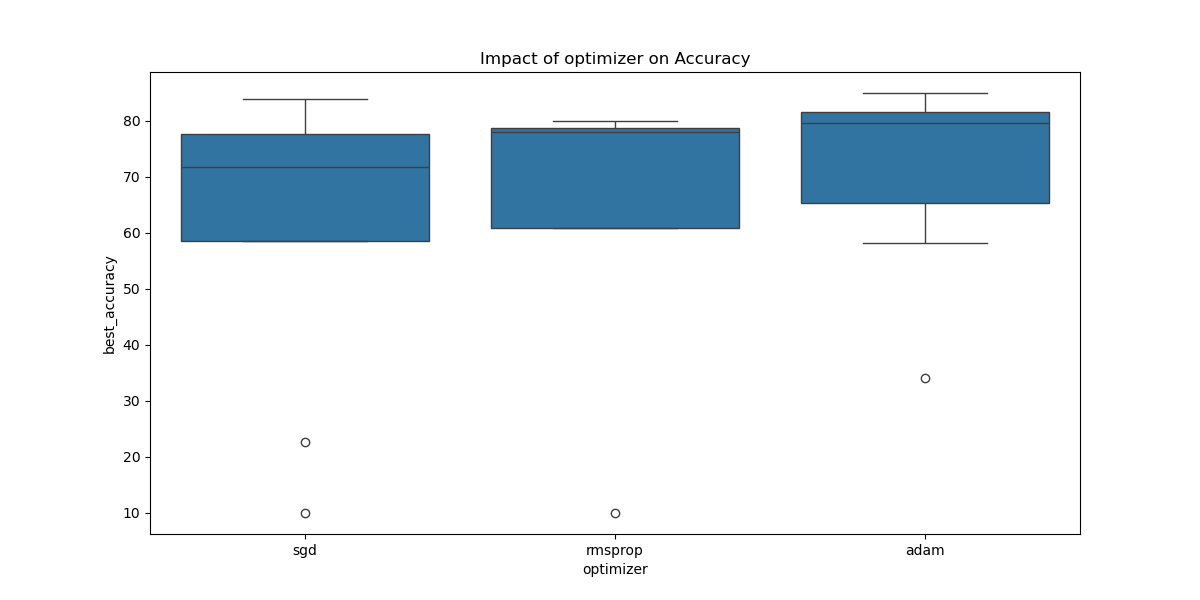 Impact of optimizer on Accuracy
80
70
60
50
40
30
20
10
best_accuracy
sgd
rmsprop
adam
optimizer